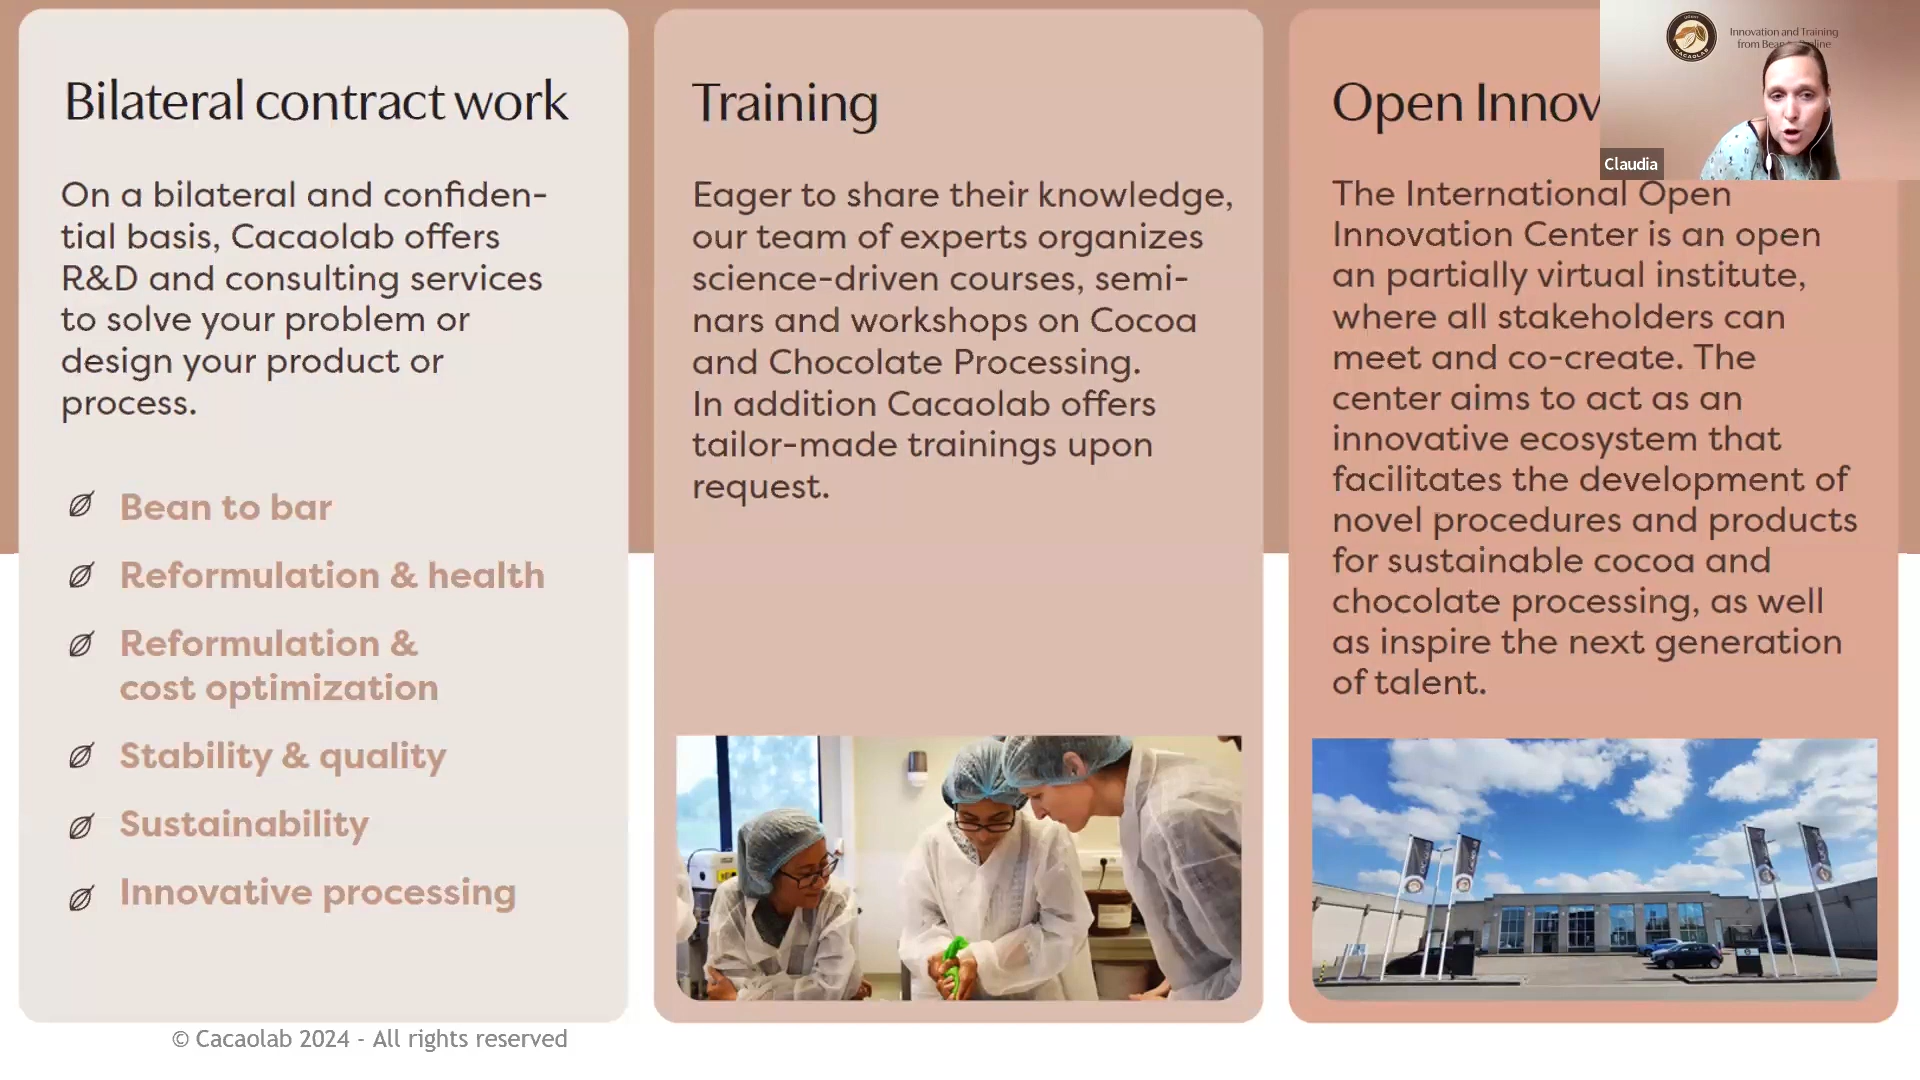 Bilateral contract work
On a bilateral and confiden-
tial basis, Cacaolab offers
R&D and consulting services
to solve your problem or
design your product or
process.
Bean to bar
Reformulation & health
Reformulation &
cost optimization
Stability & quality
Sustainability
Innovative processing
Training
Eager to share their knowledge,
our team of experts organizes
science-driven courses, semi-
nars and workshops on Cocoa
and Chocolate Processing.
In addition Cacaolab offers
tailor-made trainings upon
request.
Open Innov
The International Open
Innovation Center is an open
an partially virtual institute,
where all stakeholders can
meet and co-create. The
center aims to act as an
innovative ecosystem that
facilitates the development of
novel procedures and products
for sustainable cocoa and
chocolate processing, as well
as inspire the next generation
of talent.
CACAOLAB
Innovation and Training
from Bean
Claudia
© Cacaolab 2024 - All rights reserved